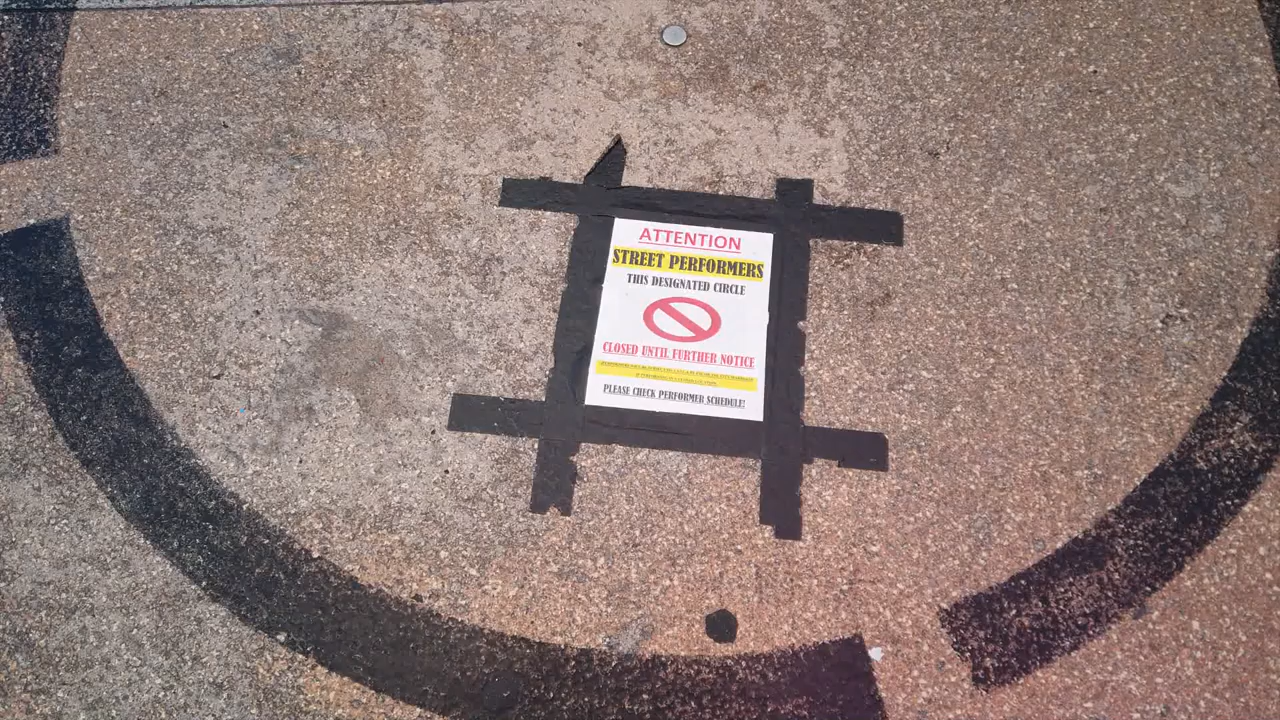 ATTENTION
STREET PERFORMERS
THIS DESIGNATED CIRCLE
CLOSED UNTIL FURTHER NOTICE
PLEASE CHECK PERFORMER SCHEDULE!